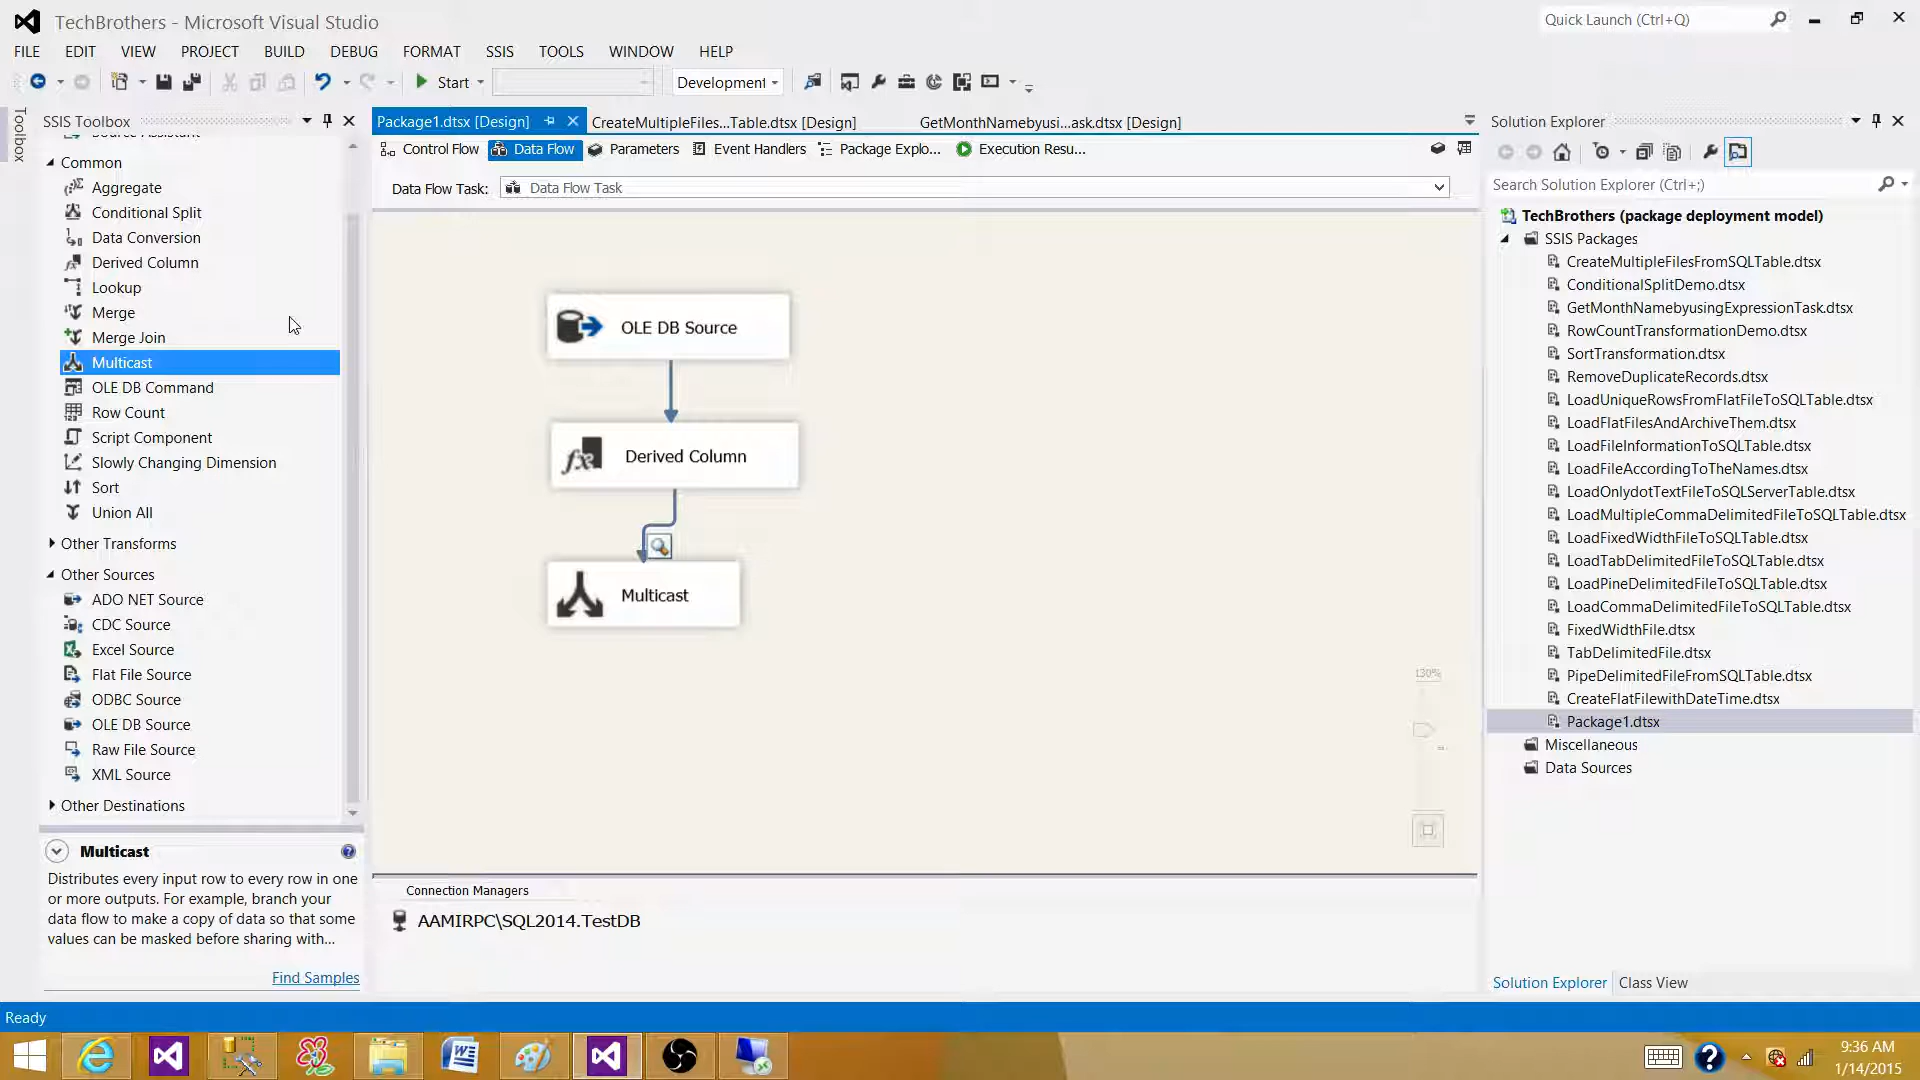 TechBrothers - Microsoft Visual Studio
Quick Launch (Ctrl+Q)
FILE EDIT VIEW PROJECT BUILD DEBUG FORMAT SSIS TOOLS WINDOW HELP
Start Development
Toolbox
SSIS Toolbox
Source Assistant
Common
Aggregate
Conditional Split
Data Conversion
Derived Column
Lookup
Merge
Merge Join
Multicast
OLE DB Command
Row Count
Script Component
Slowly Changing Dimension
Sort
Union All
Other Transforms
Other Sources
ADO NET Source
CDC Source
Excel Source
Flat File Source
ODBC Source
OLE DB Source
Raw File Source
XML Source
Other Destinations
Multicast
Distributes every input row to every row in one
or more outputs. For example, branch your
data flow to make a copy of data so that some
values can be masked before sharing with...
Find Samples
Package1.dtsx [Design] CreateMultipleFiles...Table.dtsx [Design] GetMonthNamebyusi...ask.dtsx [Design]
Control Flow Data Flow Parameters Event Handlers Package Explo... Execution Resu...
Data Flow Task: Data Flow Task
OLE DB Source
Derived Column
Multicast
130%
Connection Managers
AAMIRPC\SQL2014.TestDB
Solution Explorer
Search Solution Explorer (Ctrl+;)
TechBrothers (package deployment model)
SSIS Packages
CreateMultipleFilesFromSQLTable.dtsx
ConditionalSplitDemo.dtsx
GetMonthNamebyusingExpressionTask.dtsx
RowCountTransformationDemo.dtsx
SortTransformation.dtsx
RemoveDuplicateRecords.dtsx
LoadUniqueRowsFromFlatFileToSQLTable.dtsx
LoadFlatFilesAndArchiveThem.dtsx
LoadFileInformationToSQLTable.dtsx
LoadFileAccordingToTheNames.dtsx
LoadOnlydotTextFileToSQLServerTable.dtsx
LoadMultipleCommaDelimitedFileToSQLTable.dtsx
LoadFixedWidthFileToSQLTable.dtsx
LoadTabDelimitedFileToSQLTable.dtsx
LoadPineDelimitedFileToSQLTable.dtsx
LoadCommaDelimitedFileToSQLTable.dtsx
FixedWidthFile.dtsx
TabDelimitedFile.dtsx
PipeDelimitedFileFromSQLTable.dtsx
CreateFlatFilewithDateTime.dtsx
Package1.dtsx
Miscellaneous
Data Sources
Solution Explorer Class View
Ready
9:36 AM
1/14/2015